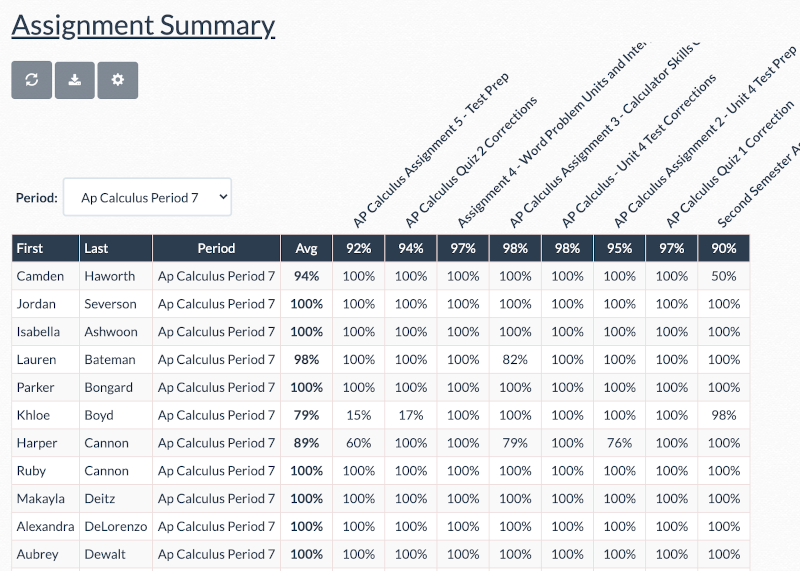 Assignment Summary
AP Calculus Assignment 5 - Test Prep
AP Calculus Quiz 2 Corrections
Assignment 4 - Word Problem Units and
AP Calculus Assignment 3 - Calculator Skills
AP Calculus - Unit 4 Test Corrections
AP Calculus Assignment 2 - Unit 4 Test Prep
AP Calculus Quiz 1 Correction
Second Semester
Period: Ap Calculus Period 7
First Last Period Avg 92% 94% 97% 98% 98% 95% 97% 90%
Camden Haworth Ap Calculus Period 7 94% 100% 100% 100% 100% 100% 100% 100% 50%
Jordan Severson Ap Calculus Period 7 100% 100% 100% 100% 100% 100% 100% 100% 100%
Isabella Ashwoon Ap Calculus Period 7 100% 100% 100% 100% 100% 100% 100% 100% 100%
Lauren Bateman Ap Calculus Period 7 98% 100% 100% 100% 82% 100% 100% 100% 100%
Parker Bongard Ap Calculus Period 7 100% 100% 100% 100% 100% 100% 100% 100% 100%
Khloe Boyd Ap Calculus Period 7 79% 15% 17% 100% 100% 100% 100% 100% 98%
Harper Cannon Ap Calculus Period 7 89% 60% 100% 100% 79% 100% 76% 100% 100%
Ruby Cannon Ap Calculus Period 7 100% 100% 100% 100% 100% 100% 100% 100% 100%
Makayla Deitz Ap Calculus Period 7 100% 100% 100% 100% 100% 100% 100% 100% 100%
Alexandra DeLorenzo Ap Calculus Period 7 100% 100% 100% 100% 100% 100% 100% 100% 100%
Aubrey Dewalt Ap Calculus Period 7 100% 100% 100% 100% 100% 100% 100% 100% 100%